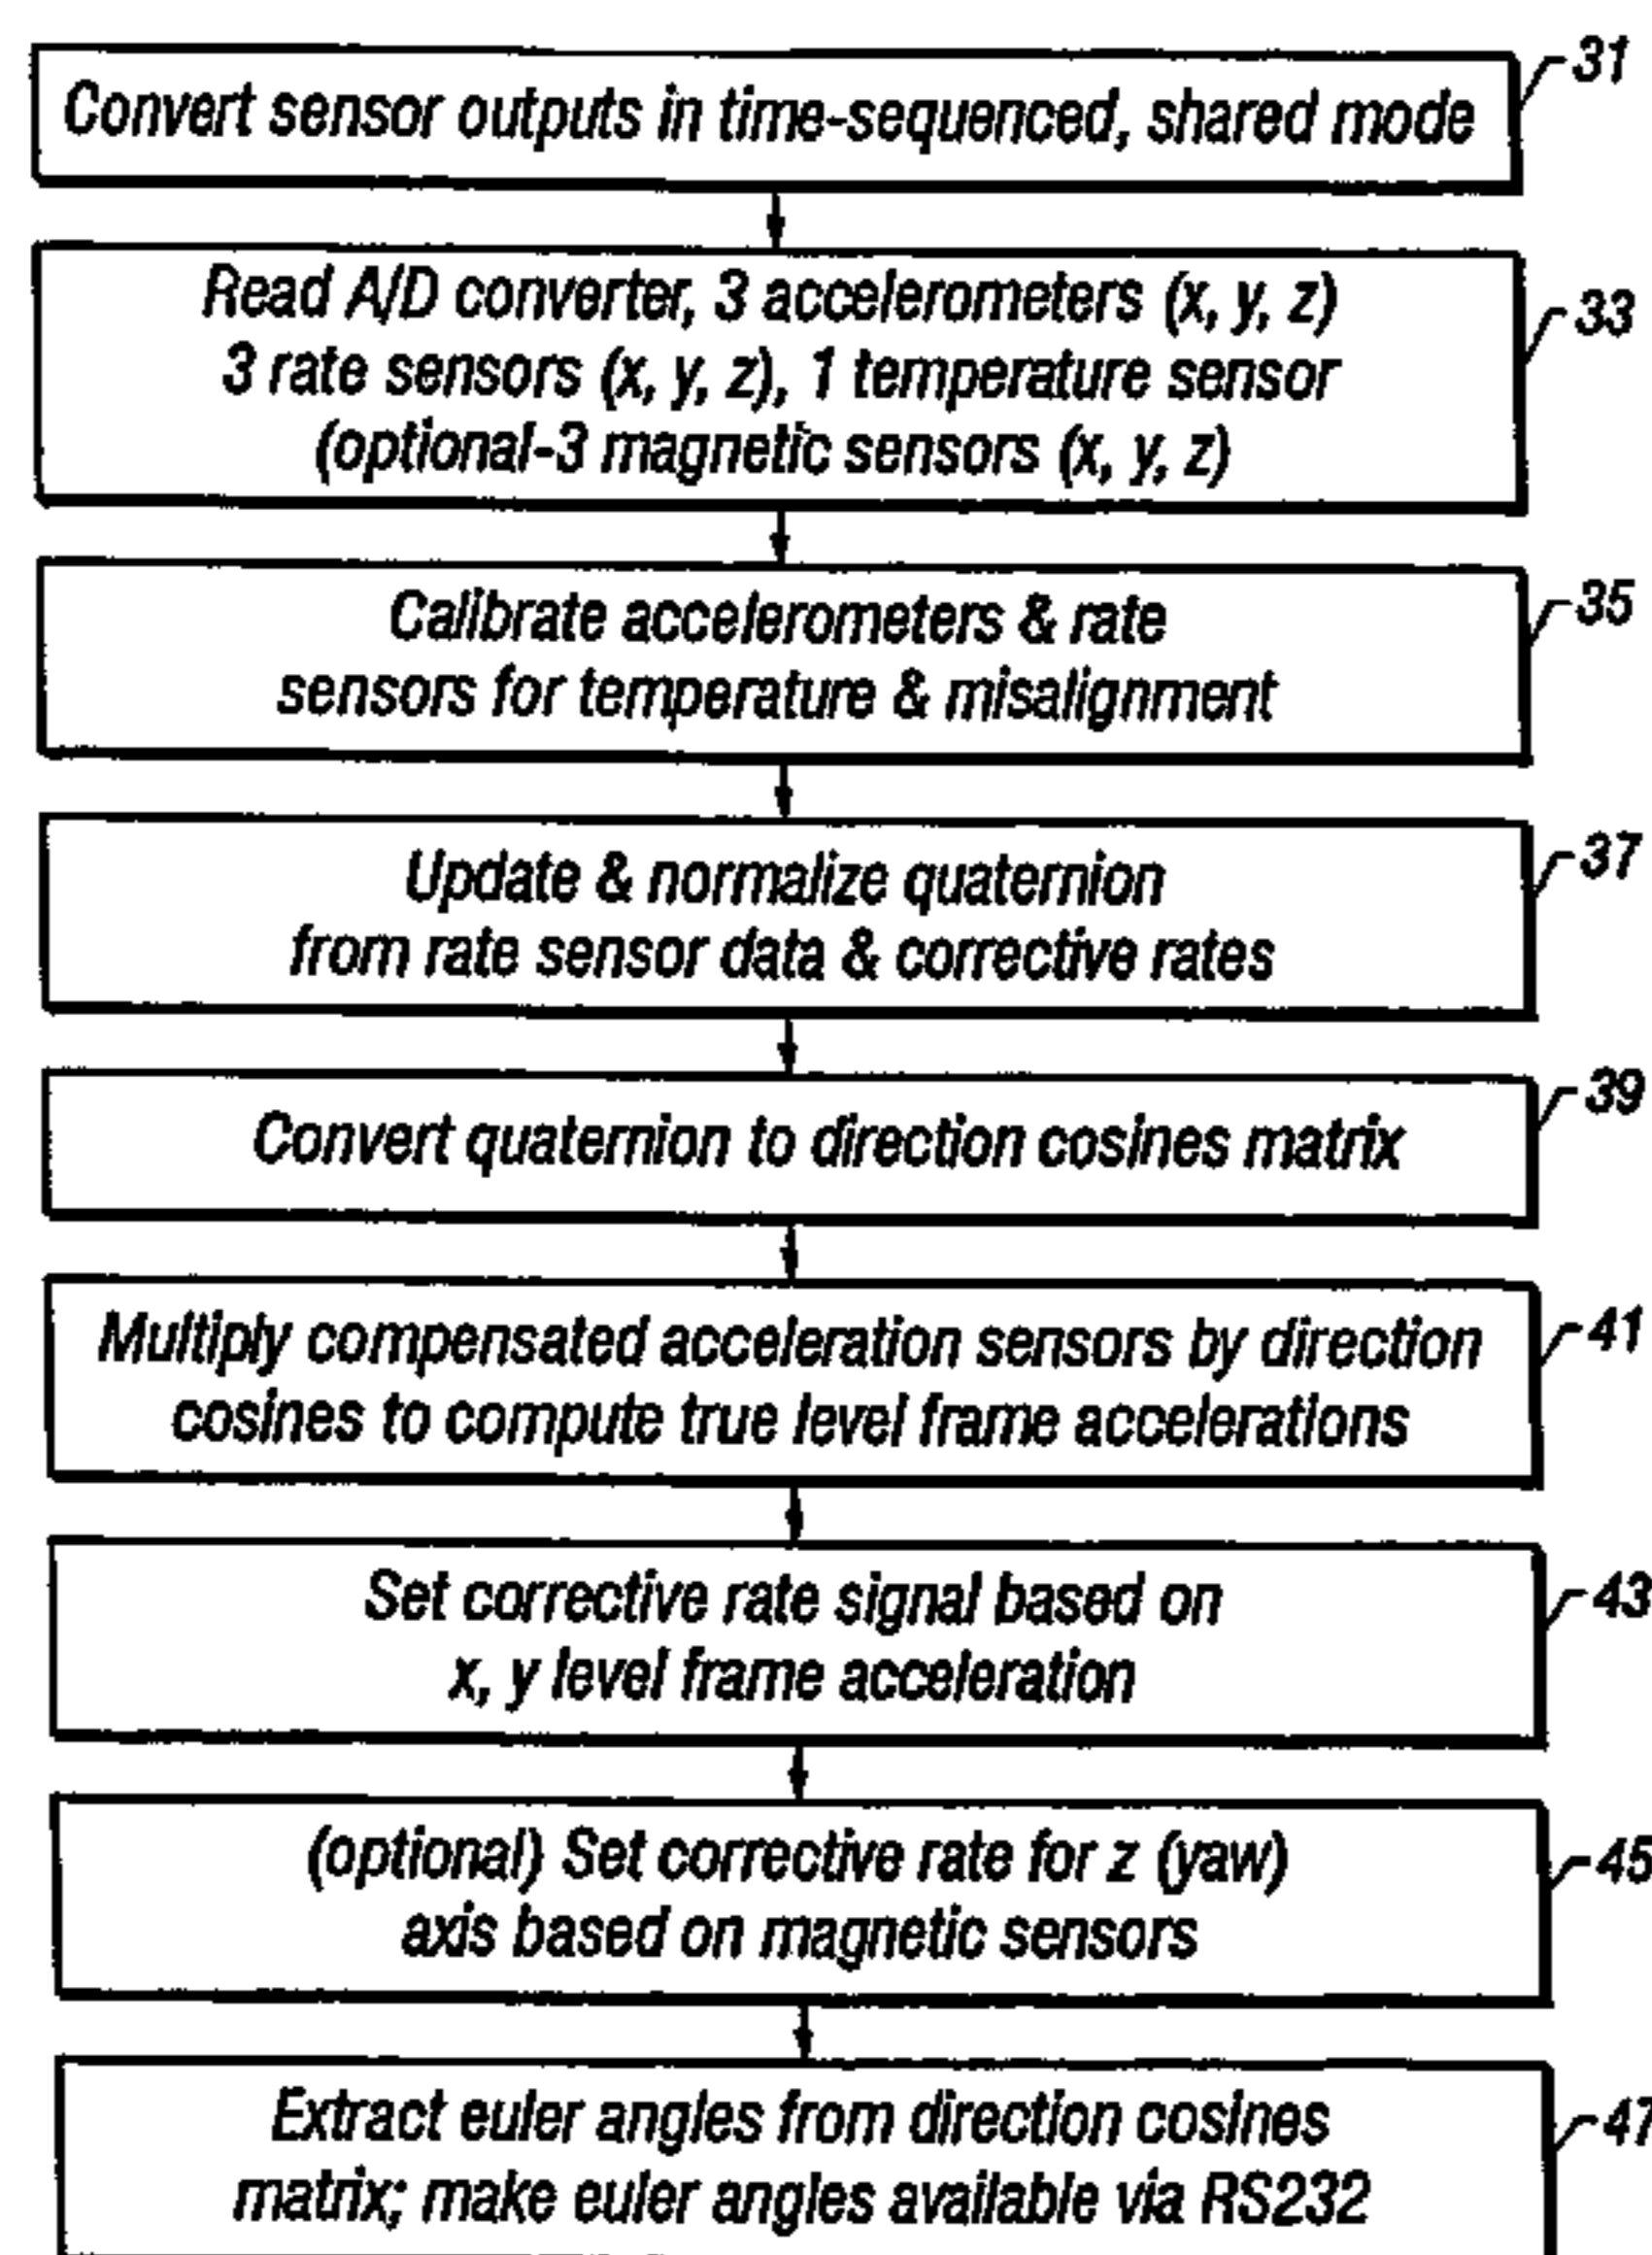 Convert sensor outputs in time-sequenced, shared mode
31
Read A/D converter, 3 accelerometers (x, y, z)
3 rate sensors (x, y, z), 1 temperature sensor
(optional-3 magnetic sensors (x, y, z)
33
Calibrate accelerometers & rate
sensors for temperature & misalignment
35
Update & normalize quaternion
from rate sensor data & corrective rates
37
Convert quaternion to direction cosines matrix
39
Multiply compensated acceleration sensors by direction
cosines to compute true level frame accelerations
41
Set corrective rate signal based on
x, y level frame acceleration
43
(optional) Set corrective rate for z (yaw)
axis based on magnetic sensors
45
Extract euler angles from direction cosines
matrix; make euler angles available via RS232
47